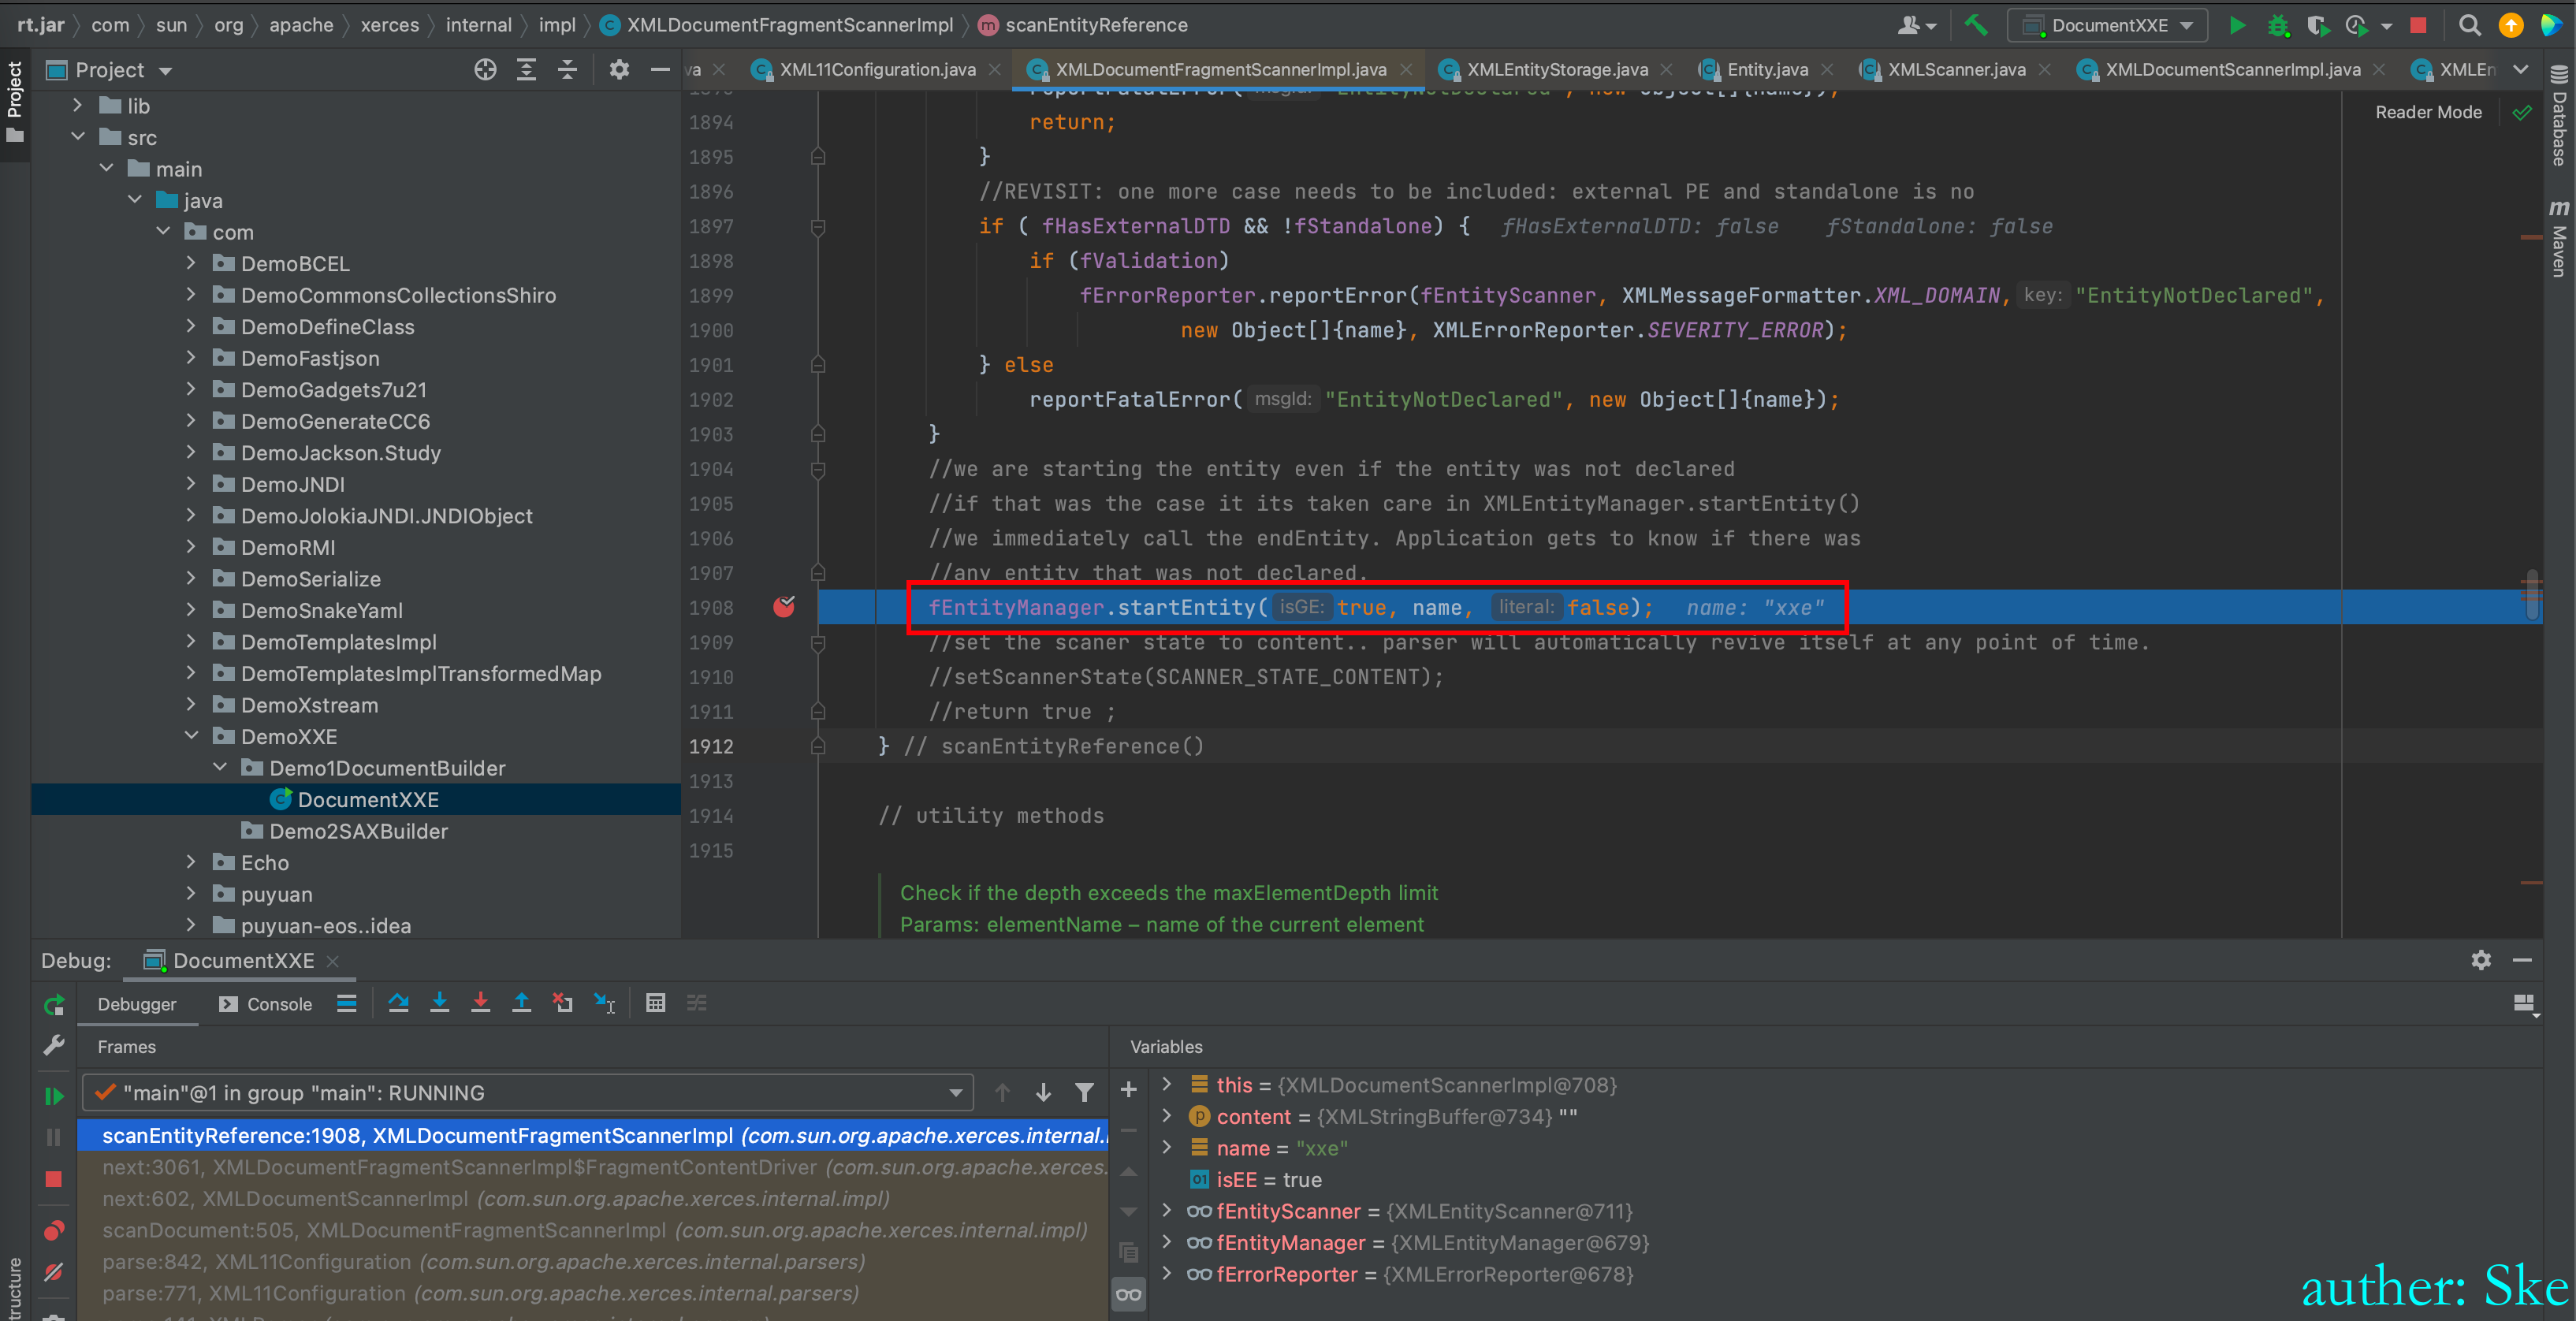 rt.jar com sun org apache xerces internal impl XMLDocumentFragmentScannerImpl scanEntityReference
DocumentXXE
Project
Project
va XML11Configuration.java XMLDocumentFragmentScannerImpl.java XMLEntityStorage.java Entity.java XMLScanner.java XMLDocumentScannerImpl.java XMLEn
Database
Maven
Reader Mode
lib
src
main
java
com
DemoBCEL
DemoCommonsCollectionsShiro
DemoDefineClass
DemoFastjson
DemoGadgets7u21
DemoGenerateCC6
DemoJackson.Study
DemoJNDI
DemoJolokiaJNDI.JNDIObject
DemoRMI
DemoSerialize
DemoSnakeYaml
DemoTemplatesImpl
DemoTemplatesImplTransformedMap
DemoXstream
DemoXXE
Demo1DocumentBuilder
DocumentXXE
Demo2SAXBuilder
Echo
puyuan
puyuan-eos..idea
1894 return;
1895 }
1896 //REVISIT: one more case needs to be included: external PE and standalone is no
1897 if ( fHasExternalDTD && !fStandalone) { fHasExternalDTD: false fStandalone: false
1898 if (fValidation)
1899 fErrorReporter.reportError(fEntityScanner, XMLMessageFormatter.XML_DOMAIN, key: "EntityNotDeclared",
1900 new Object[]{name}, XMLErrorReporter.SEVERITY_ERROR);
1901 } else
1902 reportFatalError( msgId: "EntityNotDeclared", new Object[]{name});
1903 }
1904 //we are starting the entity even if the entity was not declared
1905 //if that was the case it its taken care in XMLEntityManager.startEntity()
1906 //we immediately call the endEntity. Application gets to know if there was
1907 //any entity that was not declared.
1908 fEntityManager.startEntity( isGE: true, name, literal: false); name: "xxe"
1909 //set the scaner state to content.. parser will automatically revive itself at any point of time.
1910 //setScannerState(SCANNER_STATE_CONTENT);
1911 //return true ;
1912 } // scanEntityReference()
1913
1914 // utility methods
1915
Check if the depth exceeds the maxElementDepth limit
Params: elementName – name of the current element
Debug: DocumentXXE
Debugger Console
Frames
"main"@1 in group "main": RUNNING
scanEntityReference:1908, XMLDocumentFragmentScannerImpl (com.sun.org.apache.xerces.internal.
next:3061, XMLDocumentFragmentScannerImpl$FragmentContentDriver (com.sun.org.apache.xerces.
next:602, XMLDocumentScannerImpl (com.sun.org.apache.xerces.internal.impl)
scanDocument:505, XMLDocumentFragmentScannerImpl (com.sun.org.apache.xerces.internal.impl)
parse:842, XML11Configuration (com.sun.org.apache.xerces.internal.parsers)
parse:771, XML11Configuration (com.sun.org.apache.xerces.internal.parsers)
Variables
this = {XMLDocumentScannerImpl@708}
content = {XMLStringBuffer@734} ""
name = "xxe"
isEE = true
fEntityScanner = {XMLEntityScanner@711}
fEntityManager = {XMLEntityManager@679}
fErrorReporter = {XMLErrorReporter@678}
tructure
auther: Ske